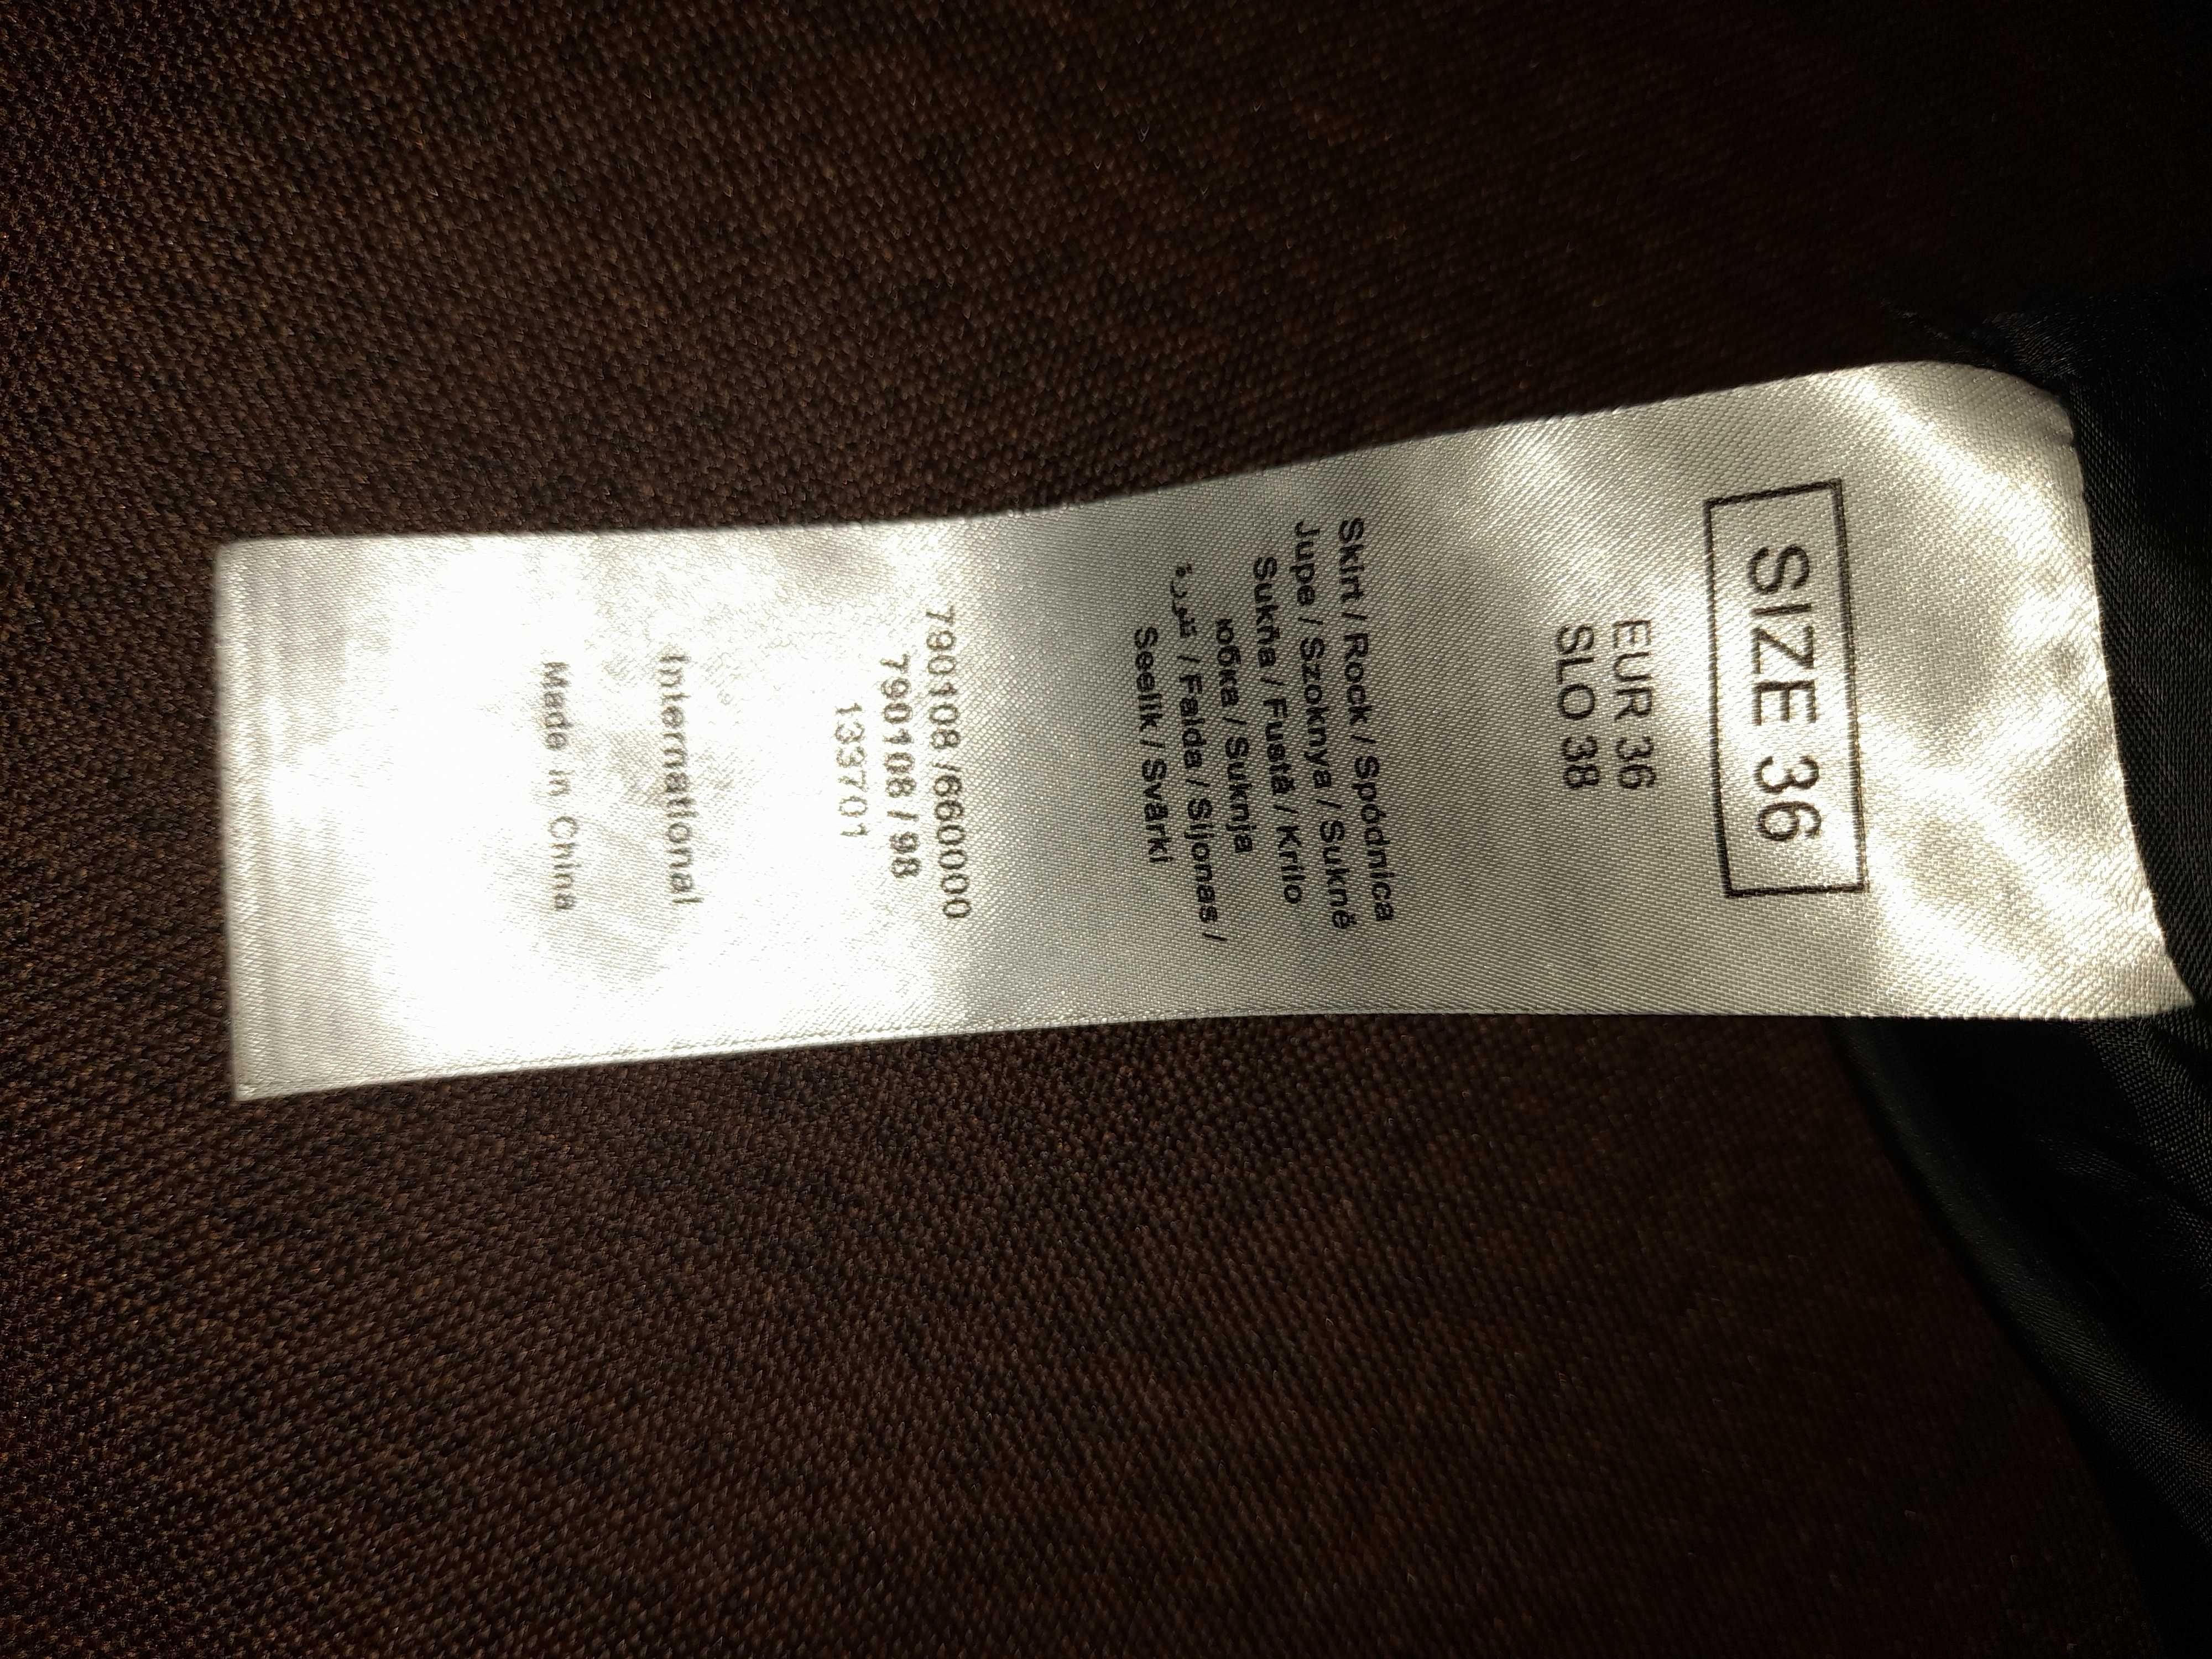 SIZE 36
EUR 36
SLO 38
Skirt / Rock / Spódnica
Jupe / Szoknya / Sukně
Sukňa / Fustă / Krilo
юбка / Suknja
تنورة / Falda / Sijonas /
Seelik / Svārki
790108 / 6600000
790108 / 98
133701
International
Made in China